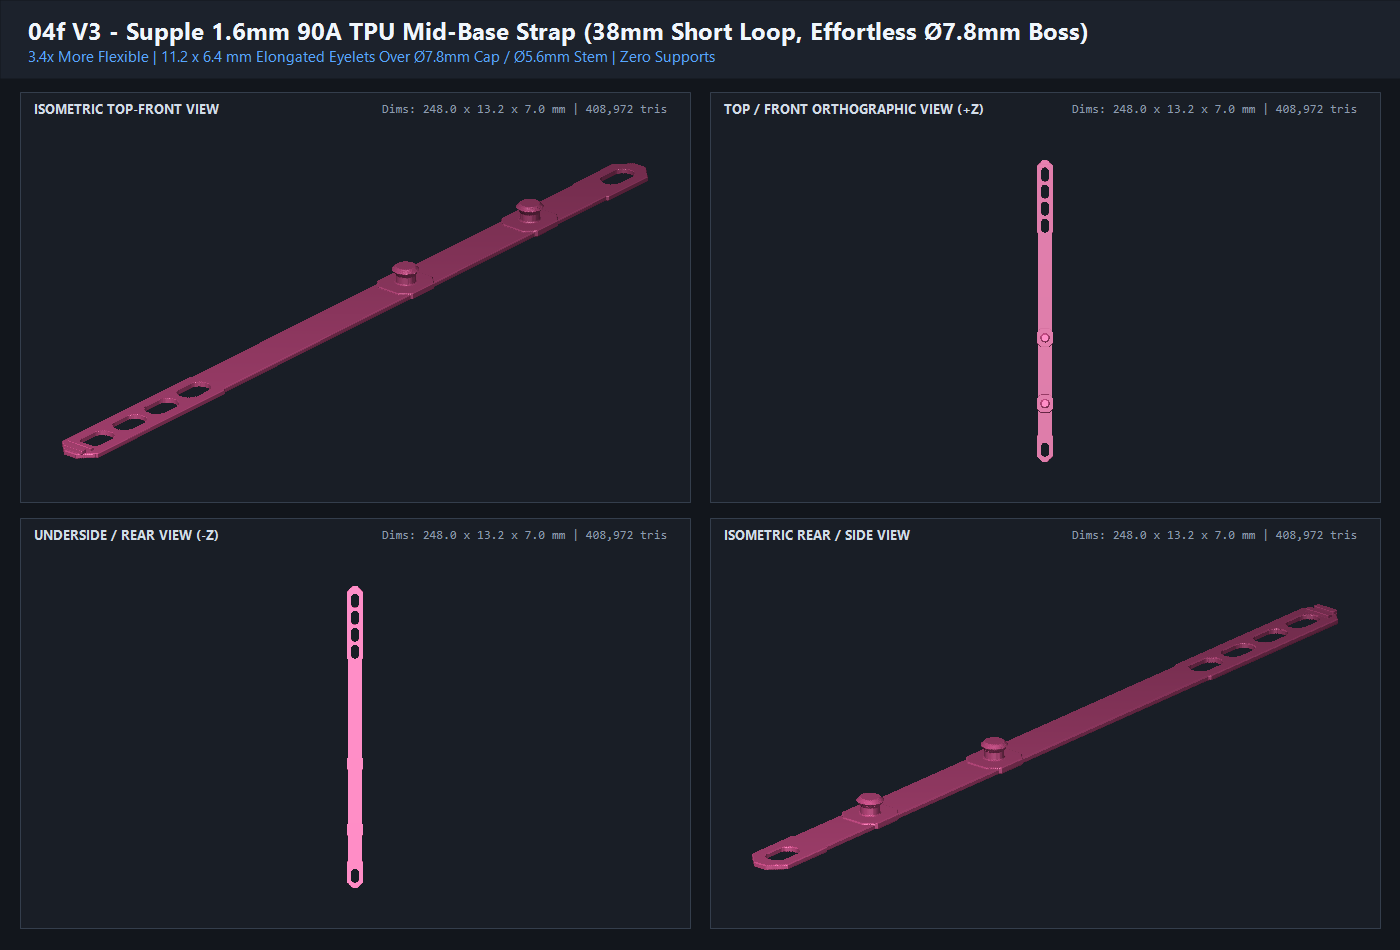 04f V3 - Supple 1.6mm 90A TPU Mid-Base Strap (38mm Short Loop, Effortless Ø7.8mm Boss)
3.4x More Flexible | 11.2 x 6.4 mm Elongated Eyelets Over Ø7.8mm Cap / Ø5.6mm Stem | Zero Supports
ISOMETRIC TOP-FRONT VIEW Dims: 248.0 x 13.2 x 7.0 mm | 408,972 tris
TOP / FRONT ORTHOGRAPHIC VIEW (+Z) Dims: 248.0 x 13.2 x 7.0 mm | 408,972 tris
UNDERSIDE / REAR VIEW (-Z) Dims: 248.0 x 13.2 x 7.0 mm | 408,972 tris
ISOMETRIC REAR / SIDE VIEW Dims: 248.0 x 13.2 x 7.0 mm | 408,972 tris